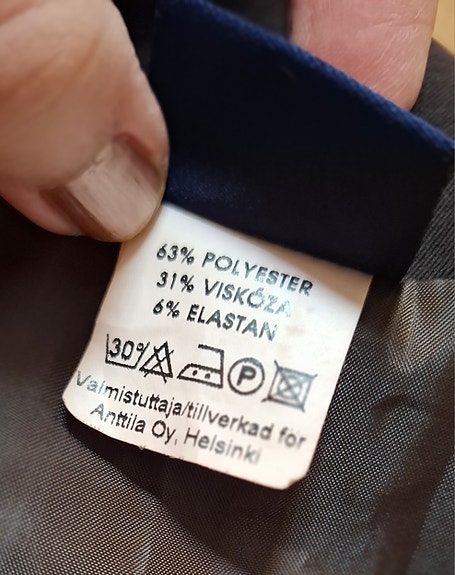 63% POLYESTER
31% VISKÓZA
6% ELASTAN
30° P
Valmistuttaja/tillverkad för
Anttila Oy, Helsinki